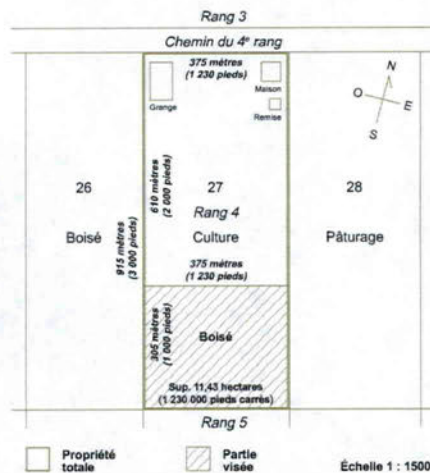 Rang 3
Chemin du 4e rang
375 mètres
(1 230 pieds)
Grange
Maison
Remise
N
O
E
S
26
Boisé
610 mètres
(2 000 pieds)
27
Rang 4
Culture
28
Pâturage
915 mètres
(3 000 pieds)
375 mètres
(1 230 pieds)
305 mètres
(1 000 pieds)
Boisé
Sup. 11,43 hectares
(1 230 000 pieds carrés)
Rang 5
Propriété
totale
Partie
visée
Échelle 1 : 1500